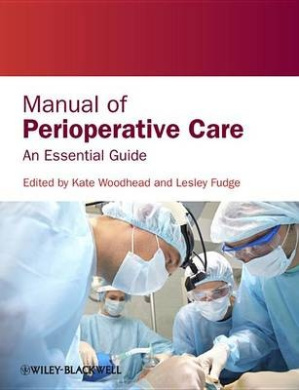 Manual of
Perioperative Care
An Essential Guide
Edited by Kate Woodhead and Lesley Fudge
WILEY-BLACKWELL